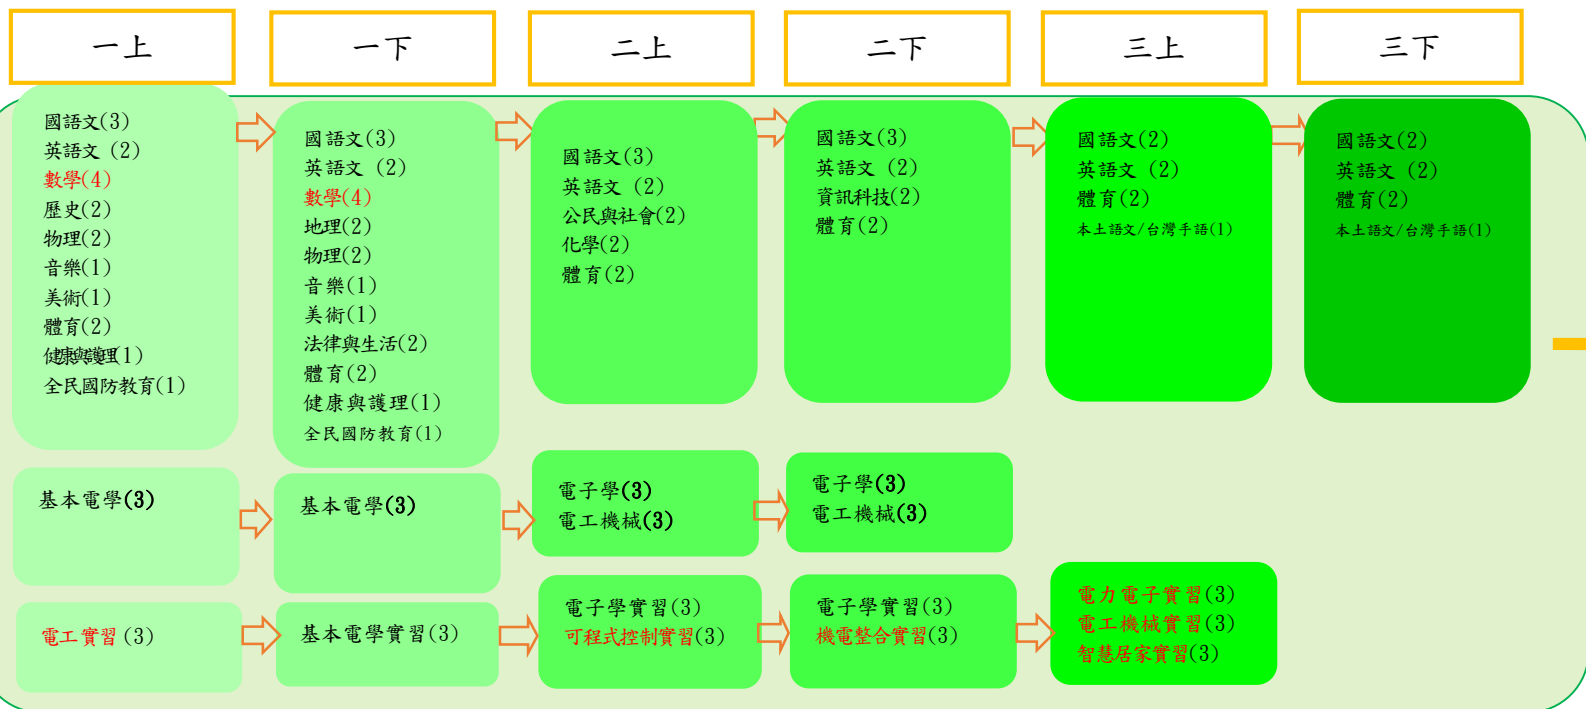 一上
一下
二上
二下
三上
三下
國語文(3)
英語文 (2)
數學(4)
歷史(2)
物理(2)
音樂(1)
美術(1)
體育(2)
健康與護理(1)
全民國防教育(1)
國語文(3)
英語文 (2)
數學(4)
地理(2)
物理(2)
音樂(1)
美術(1)
法律與生活(2)
體育(2)
健康與護理(1)
全民國防教育(1)
國語文(3)
英語文 (2)
公民與社會(2)
化學(2)
體育(2)
國語文(3)
英語文 (2)
資訊科技(2)
體育(2)
國語文(2)
英語文 (2)
體育(2)
本土語文/台灣手語(1)
國語文(2)
英語文 (2)
體育(2)
本土語文/台灣手語(1)
基本電學(3)
基本電學(3)
電子學(3)
電工機械(3)
電子學(3)
電工機械(3)
電工實習 (3)
基本電學實習(3)
電子學實習(3)
可程式控制實習(3)
電子學實習(3)
機電整合實習(3)
電力電子實習(3)
電工機械實習(3)
智慧居家實習(3)